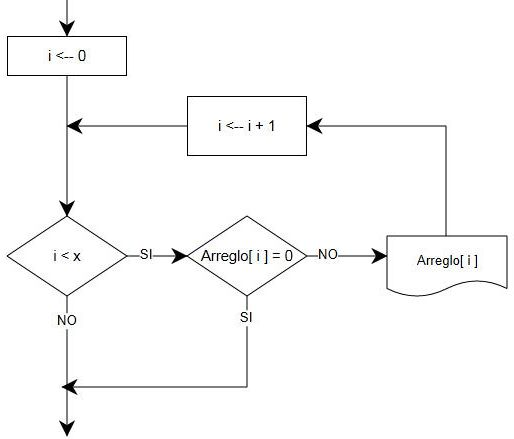 i <-- 0
i <-- i + 1
i < x
SI
Arreglo[ i ] = 0
NO
Arreglo[ i ]
NO
SI